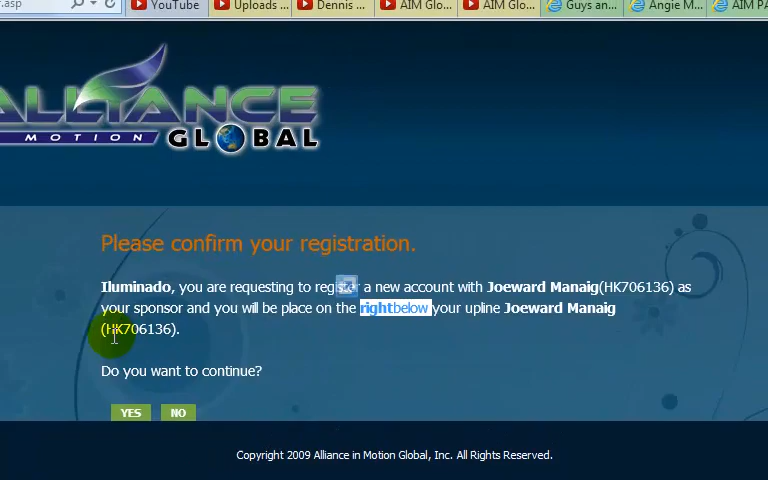 r.asp
YouTube
Uploads ...
Dennis ...
AIM Glo...
AIM Glo...
Guys an...
Angie M...
AIM PA
ALLIANCE
MOTION
GLOBAL
Please confirm your registration.
Iluminado, you are requesting to register a new account with Joeward Manaig(HK706136) as
your sponsor and you will be place on the rightbelow your upline Joeward Manaig
(HK706136).
Do you want to continue?
YES NO
Copyright 2009 Alliance in Motion Global, Inc. All Rights Reserved.